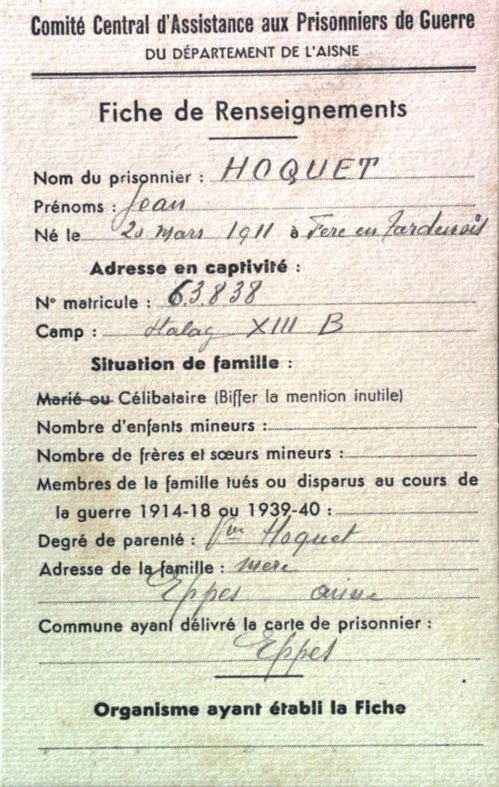 Comité Central d'Assistance aux Prisonniers de Guerre
DU DÉPARTEMENT DE L'AISNE
Fiche de Renseignements
Nom du prisonnier : HOQUET
Prénoms : Jean
Né le 20 mars 1911 à Fere en Tardenois
Adresse en captivité :
N° matricule : 63.838
Camp : Stalag XIII B
Situation de famille :
Marié ou Célibataire (Biffer la mention inutile)
Nombre d'enfants mineurs :
Nombre de frères et sœurs mineurs :
Membres de la famille tués ou disparus au cours de
la guerre 1914-18 ou 1939-40 :
Degré de parenté : Hoquet
Adresse de la famille : mere
Eppes aisne
Commune ayant délivré la carte de prisonnier :
Eppes
Organisme ayant établi la Fiche